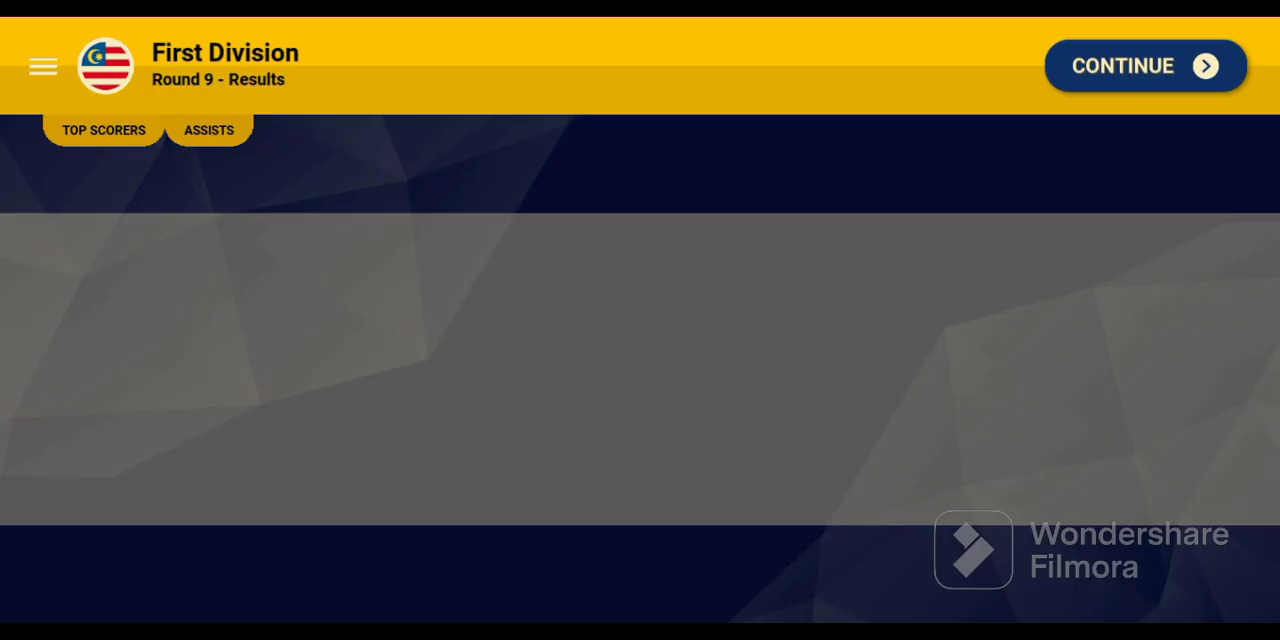 First Division
Round 9 - Results
CONTINUE
TOP SCORERS
ASSISTS
Wondershare
Filmora